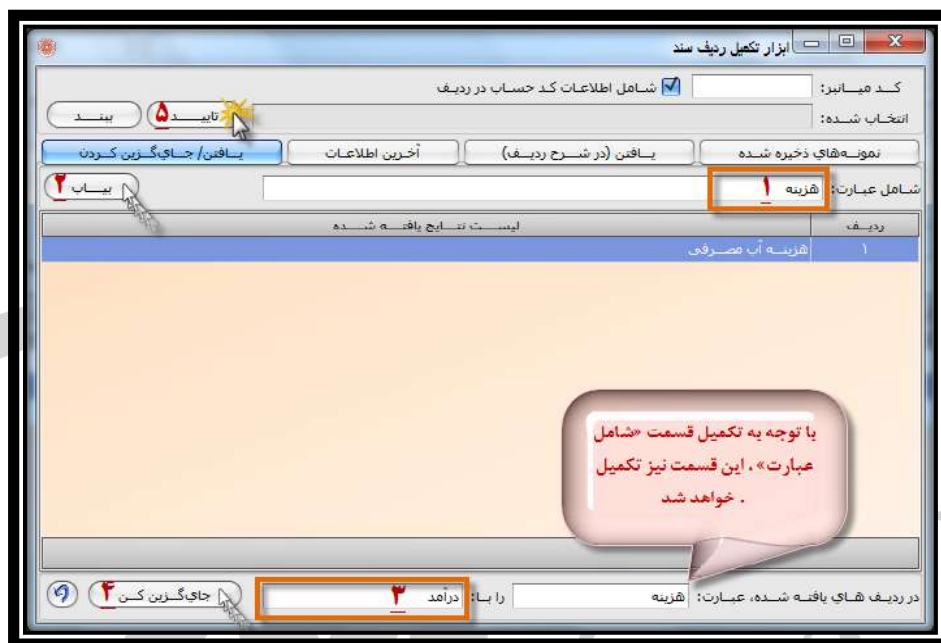 ابزار تکمیل ردیف سند
کد میانبر: شامل اطلاعات کد حساب در ردیف
انتخاب شده: تایید ۵ ببند
نمونه‌های ذخیره شده یافتن (در شرح ردیف) آخرین اطلاعات یافتن/ جای‌گزین کردن
شامل عبارت: هزینه ۱ بیاب ۲
ردیف لیست نتایج یافته شده
۱ هزینه آب مصرفی
با توجه به تکمیل قسمت «شامل
عبارت» ، این قسمت نیز تکمیل
خواهد شد .
در ردیف های یافته شده، عبارت: هزینه را با: درآمد ۳ جای‌گزین کن ۴